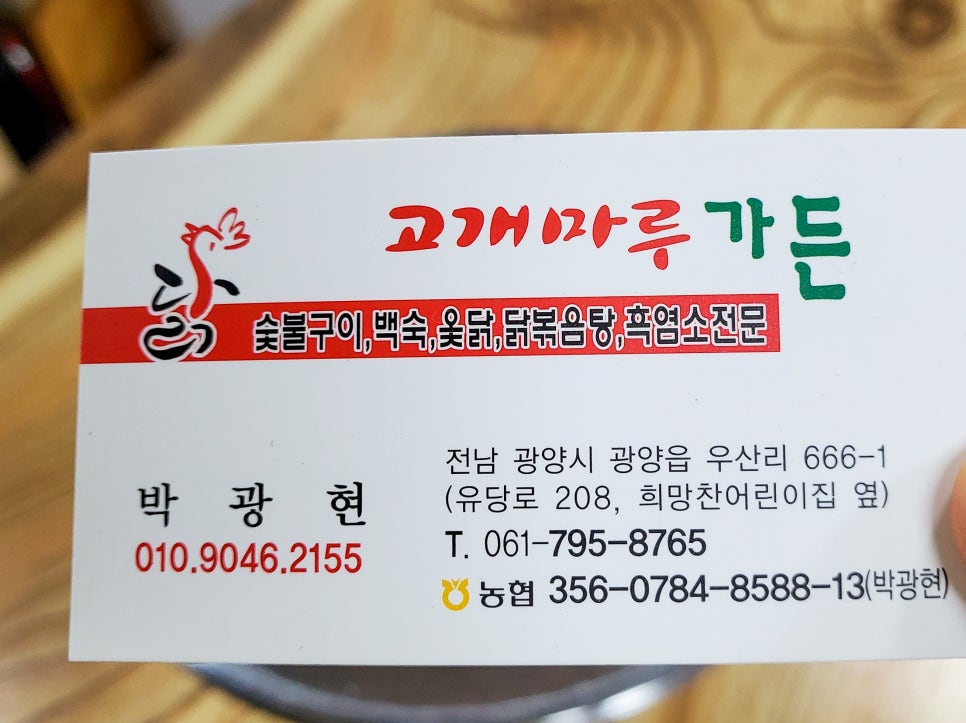 고개마루가든
닭
숯불구이,백숙,옻닭,닭볶음탕,흑염소전문
박 광 현
010.9046.2155
전남 광양시 광양읍 우산리 666-1
(유당로 208, 희망찬어린이집 옆)
T. 061-795-8765
농협 356-0784-8588-13(박광현)